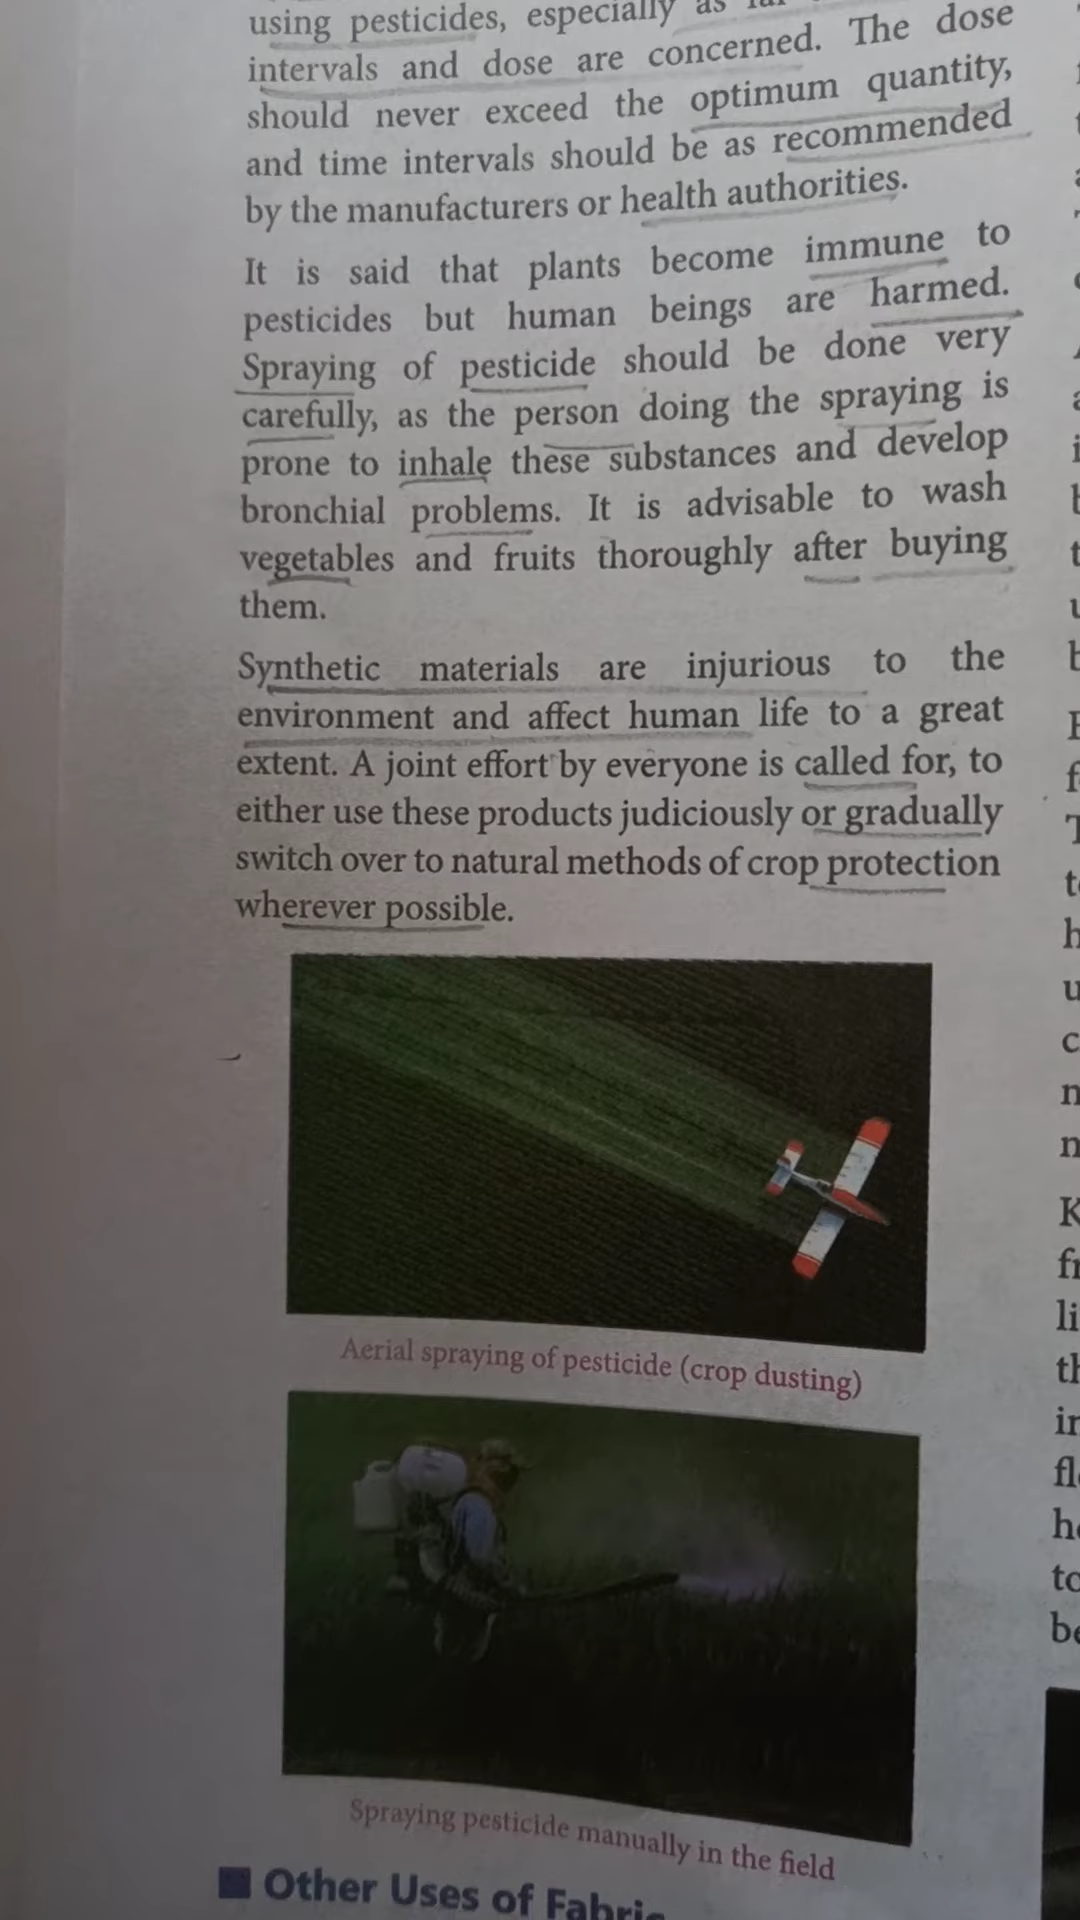 using pesticides, especially as
intervals and dose are concerned. The dose
should never exceed the optimum quantity,
and time intervals should be as recommended
by the manufacturers or health authorities.
It is said that plants become immune to
pesticides but human beings are harmed.
Spraying of pesticide should be done very
carefully, as the person doing the spraying is
prone to inhale these substances and develop
bronchial problems. It is advisable to wash
vegetables and fruits thoroughly after buying
them.
Synthetic materials are injurious to the
environment and affect human life to a great
extent. A joint effort by everyone is called for, to
either use these products judiciously or gradually
switch over to natural methods of crop protection
wherever possible.
Aerial spraying of pesticide (crop dusting)
Spraying pesticide manually in the field
Other Uses of